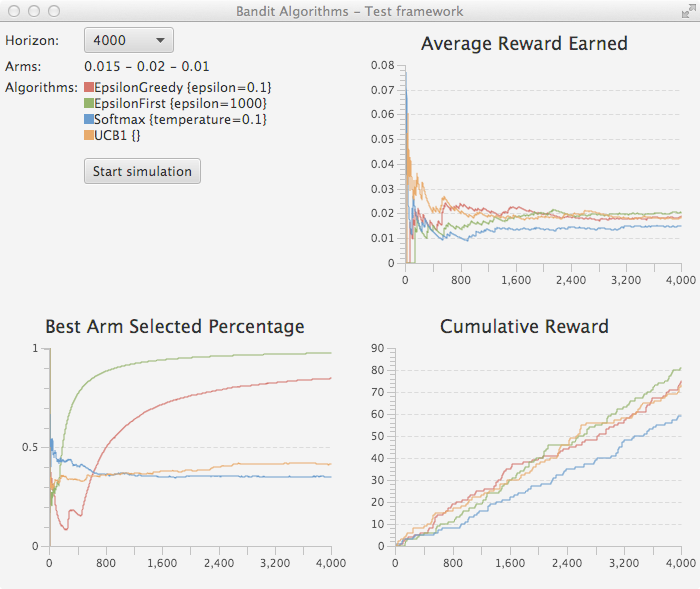 Bandit Algorithms – Test framework
Horizon: 4000
Arms: 0.015 - 0.02 - 0.01
Algorithms: EpsilonGreedy {epsilon=0.1}
EpsilonFirst {epsilon=1000}
Softmax {temperature=0.1}
UCB1 {}
Start simulation
Average Reward Earned
0.08
0.07
0.06
0.05
0.04
0.03
0.02
0.01
0
0 800 1,600 2,400 3,200 4,000
Best Arm Selected Percentage
1
0.5
0
0 800 1,600 2,400 3,200 4,000
Cumulative Reward
90
80
70
60
50
40
30
20
10
0
0 800 1,600 2,400 3,200 4,000